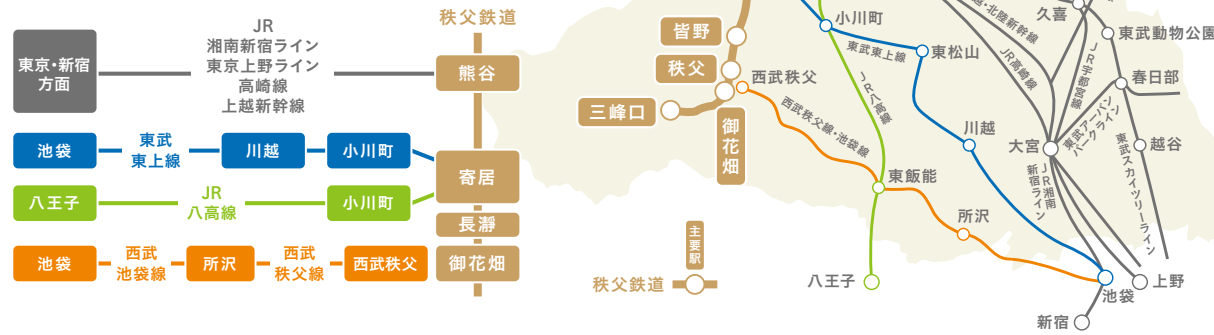 秩父鉄道
東京・新宿
方面
JR
湘南新宿ライン
東京上野ライン
高崎線
上越新幹線
熊谷
池袋
東武
東上線
川越
小川町
寄居
八王子
JR
八高線
小川町
長瀞
池袋
西武
池袋線
所沢
西武
秩父線
西武秩父
御花畑
皆野
秩父
三峰口
御花畑
西武秩父
西武秩父線・池袋線
小川町
東武東上線
東松山
JR八高線
川越
東飯能
所沢
八王子
主要駅
秩父鉄道
越・北陸新幹線
久喜
東武動物公園
JR高崎線
JR宇都宮線
春日部
東武アーバン
パークライン
大宮
越谷
東武スカイツリーライン
JR湘南
新宿ライン
池袋
上野
新宿